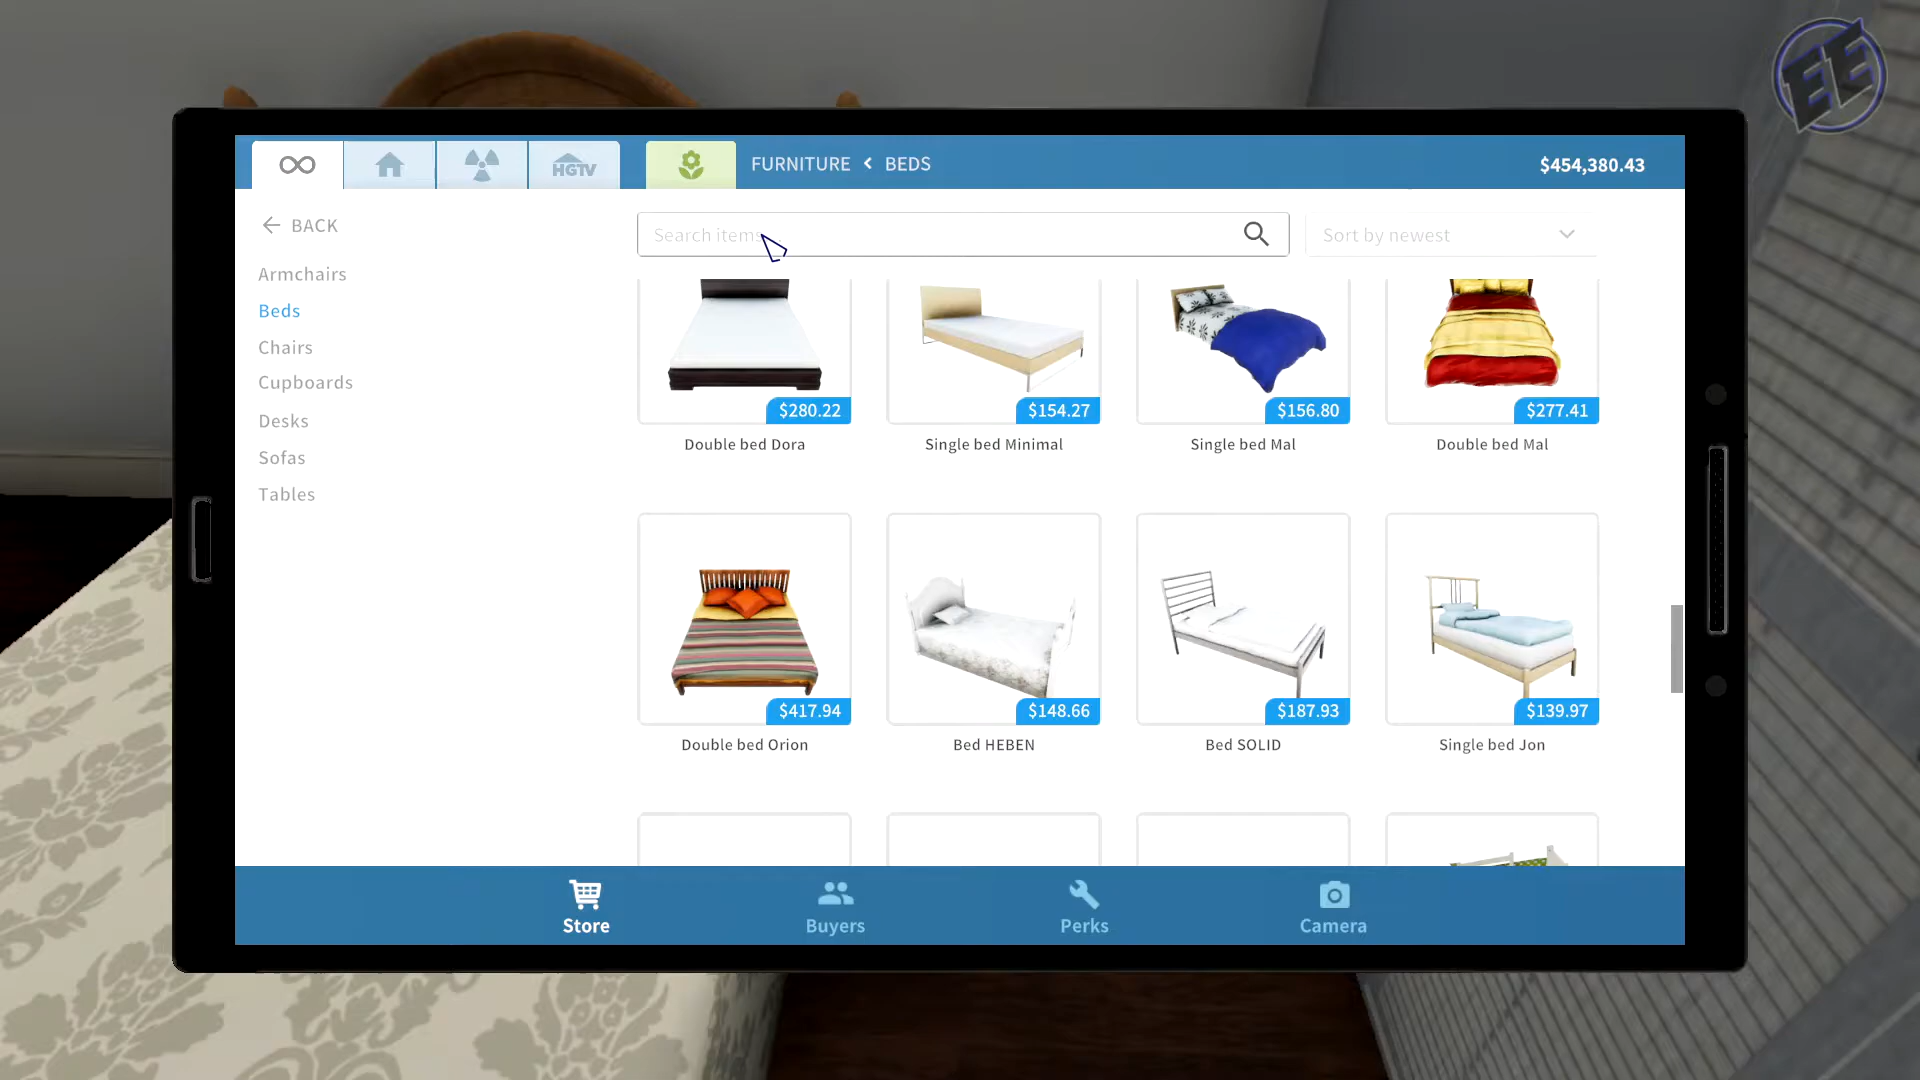 EE
HGTV
FURNITURE < BEDS
$454,380.43
BACK
Search items
Sort by newest
Armchairs
Beds
Chairs
Cupboards
Desks
Sofas
Tables
$280.22
$154.27
$156.80
$277.41
Double bed Dora
Single bed Minimal
Single bed Mal
Double bed Mal
$417.94
$148.66
$187.93
$139.97
Double bed Orion
Bed HEBEN
Bed SOLID
Single bed Jon
Store
Buyers
Perks
Camera